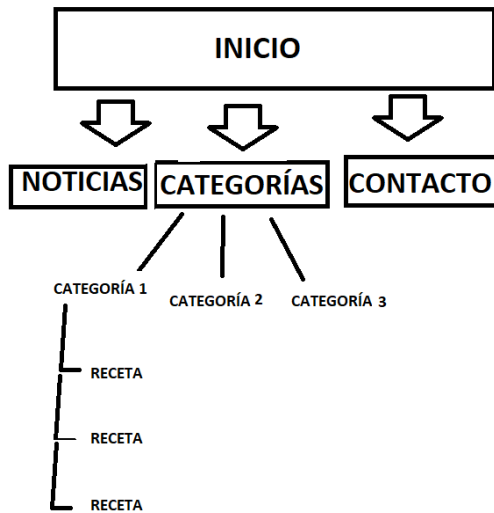 INICIO
NOTICIAS
CATEGORÍAS
CONTACTO
CATEGORÍA 1
CATEGORÍA 2
CATEGORÍA 3
RECETA
RECETA
RECETA